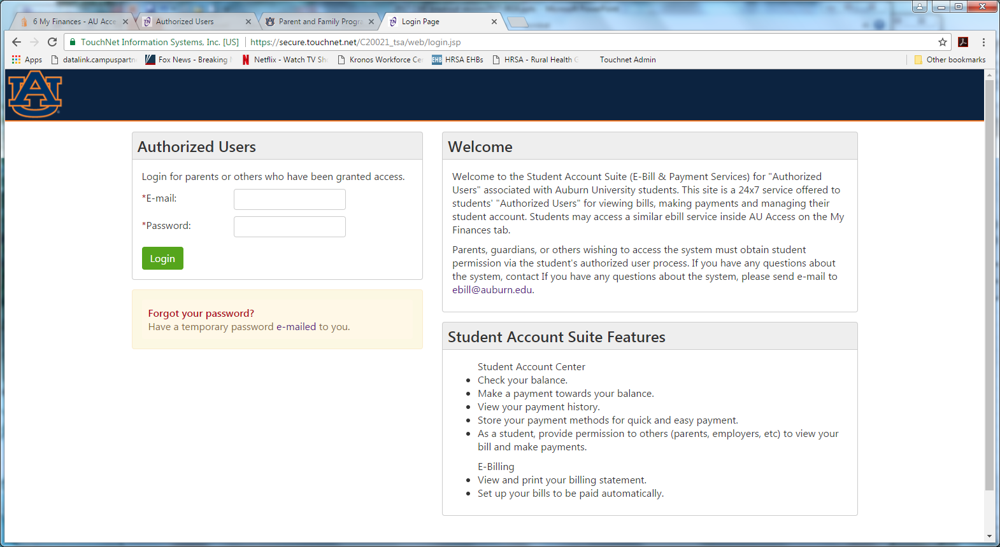 6 My Finances - AU Acce
Authorized Users
Parent and Family Progra
Login Page
TouchNet Information Systems, Inc. [US]
https://secure.touchnet.net/C20021_tsa/web/login.jsp
Apps
datalink.campuspartn
Fox News - Breaking
Netflix - Watch TV Sh
Kronos Workforce Ce
EHB HRSA EHBs
HRSA - Rural Health
Touchnet Admin
Other bookmarks
AU
Authorized Users
Login for parents or others who have been granted access.
*E-mail:
*Password:
Login
Forgot your password?
Have a temporary password e-mailed to you.
Welcome
Welcome to the Student Account Suite (E-Bill & Payment Services) for "Authorized
Users" associated with Auburn University students. This site is a 24x7 service offered to
students' "Authorized Users" for viewing bills, making payments and managing their
student account. Students may access a similar ebill service inside AU Access on the My
Finances tab.
Parents, guardians, or others wishing to access the system must obtain student
permission via the student's authorized user process. If you have any questions about
the system, contact If you have any questions about the system, please send e-mail to
ebill@auburn.edu.
Student Account Suite Features
Student Account Center
• Check your balance.
• Make a payment towards your balance.
• View your payment history.
• Store your payment methods for quick and easy payment.
• As a student, provide permission to others (parents, employers, etc) to view your
bill and make payments.
E-Billing
• View and print your billing statement.
• Set up your bills to be paid automatically.